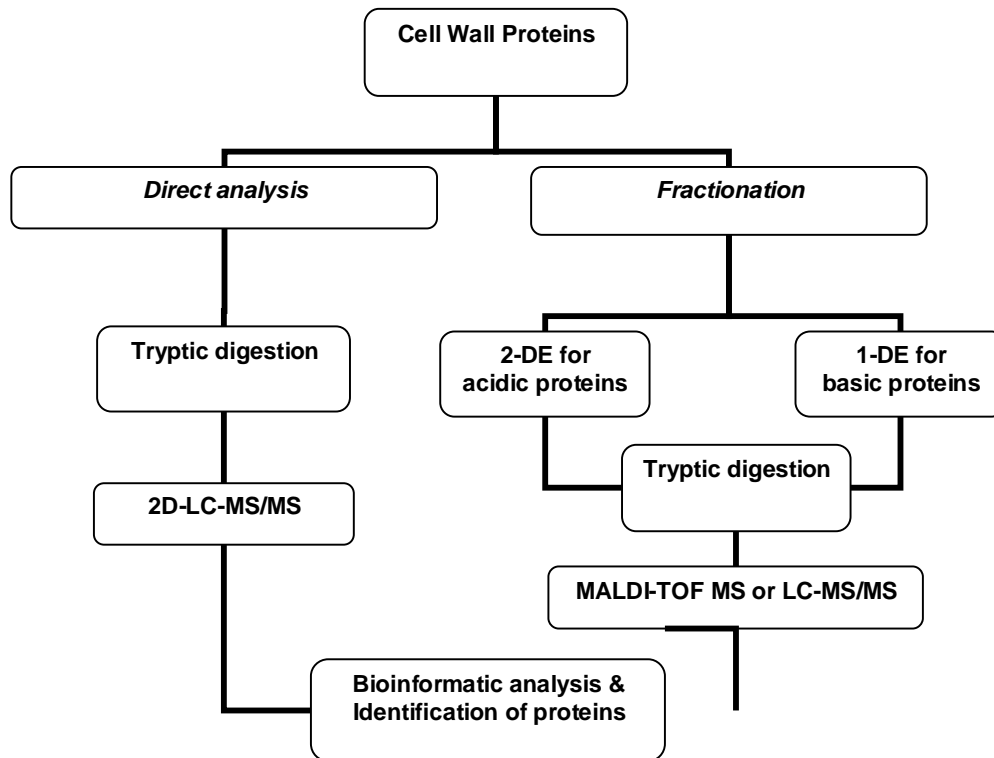 Cell Wall Proteins
Direct analysis
Fractionation
Tryptic digestion
2-DE for
acidic proteins
1-DE for
basic proteins
Tryptic digestion
2D-LC-MS/MS
MALDI-TOF MS or LC-MS/MS
Bioinformatic analysis &
Identification of proteins